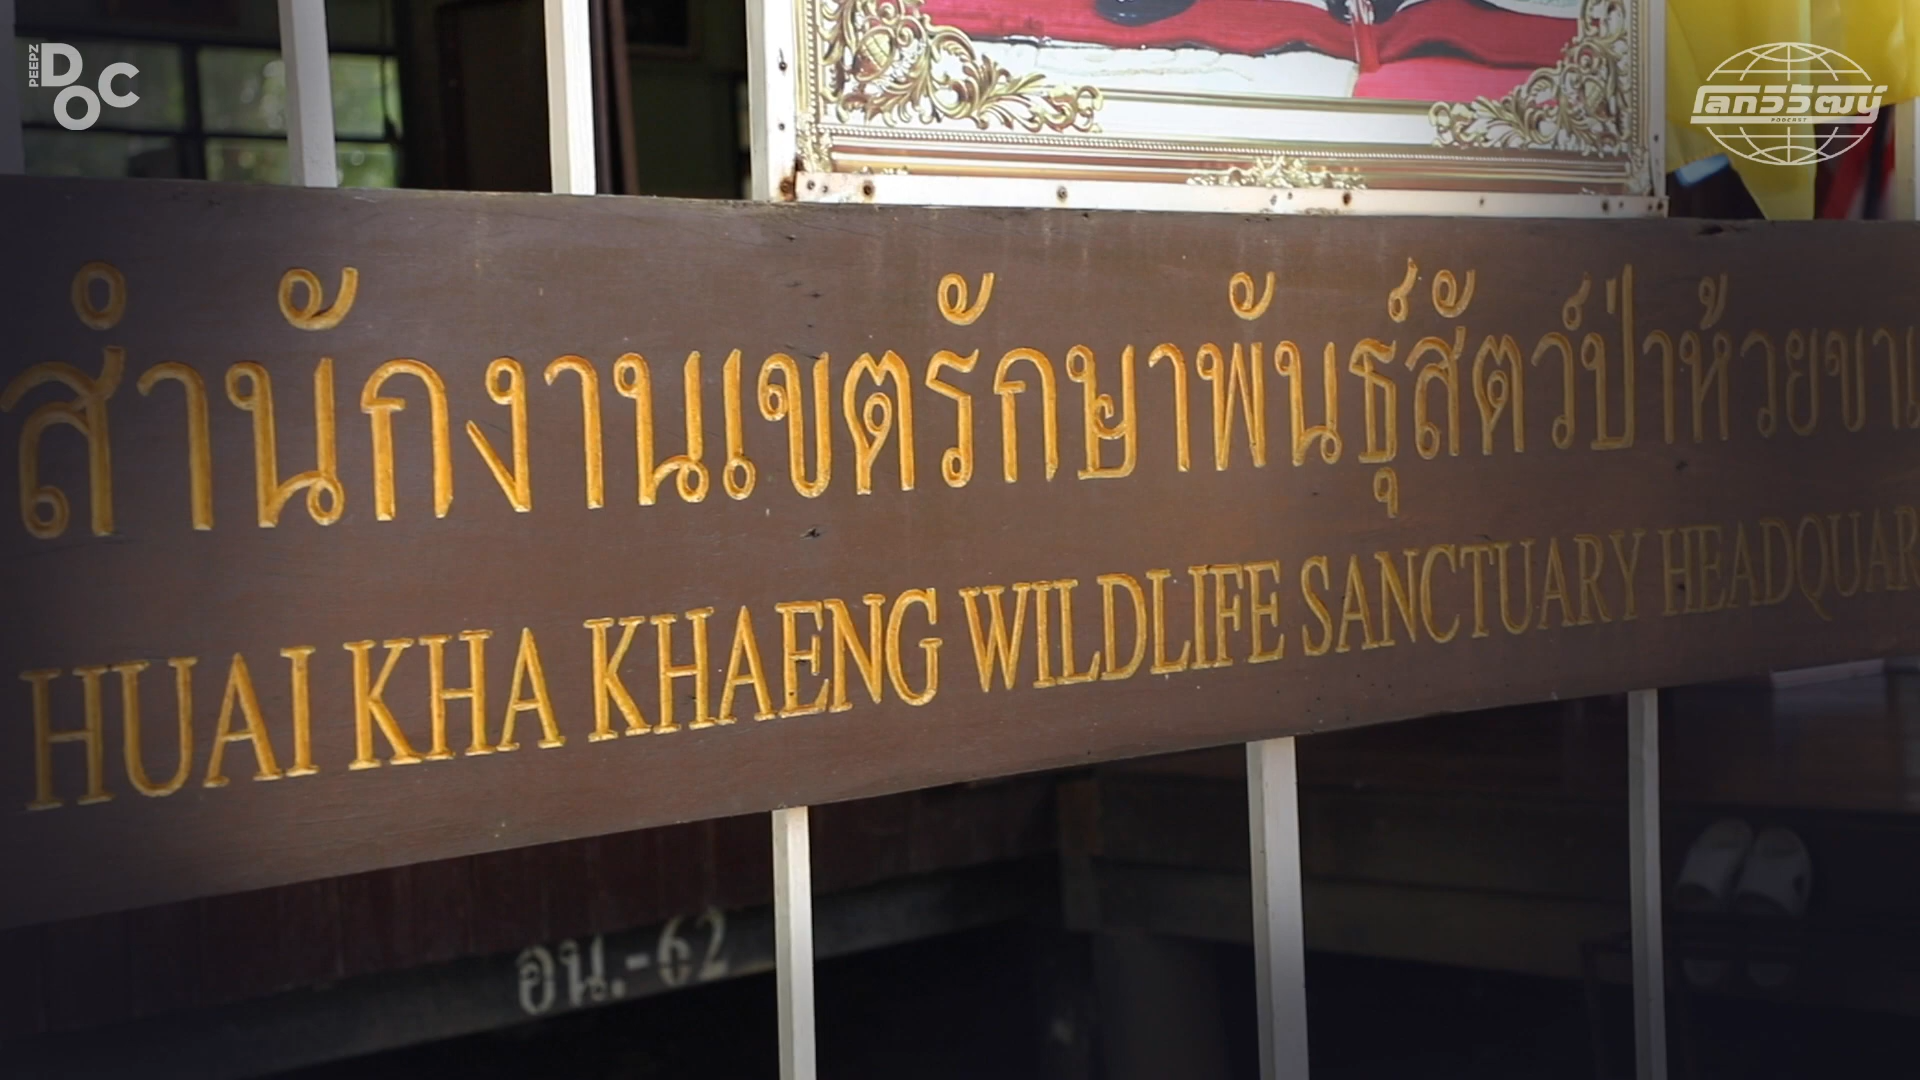 PEEPZ
DOC
โลกวิวัฒน์
PODCAST
สำนักงานเขตรักษาพันธุ์สัตว์ป่าห้วยขา
HUAI KHA KHAENG WILDLIFE SANCTUARY HEADQUAR
อน.-62